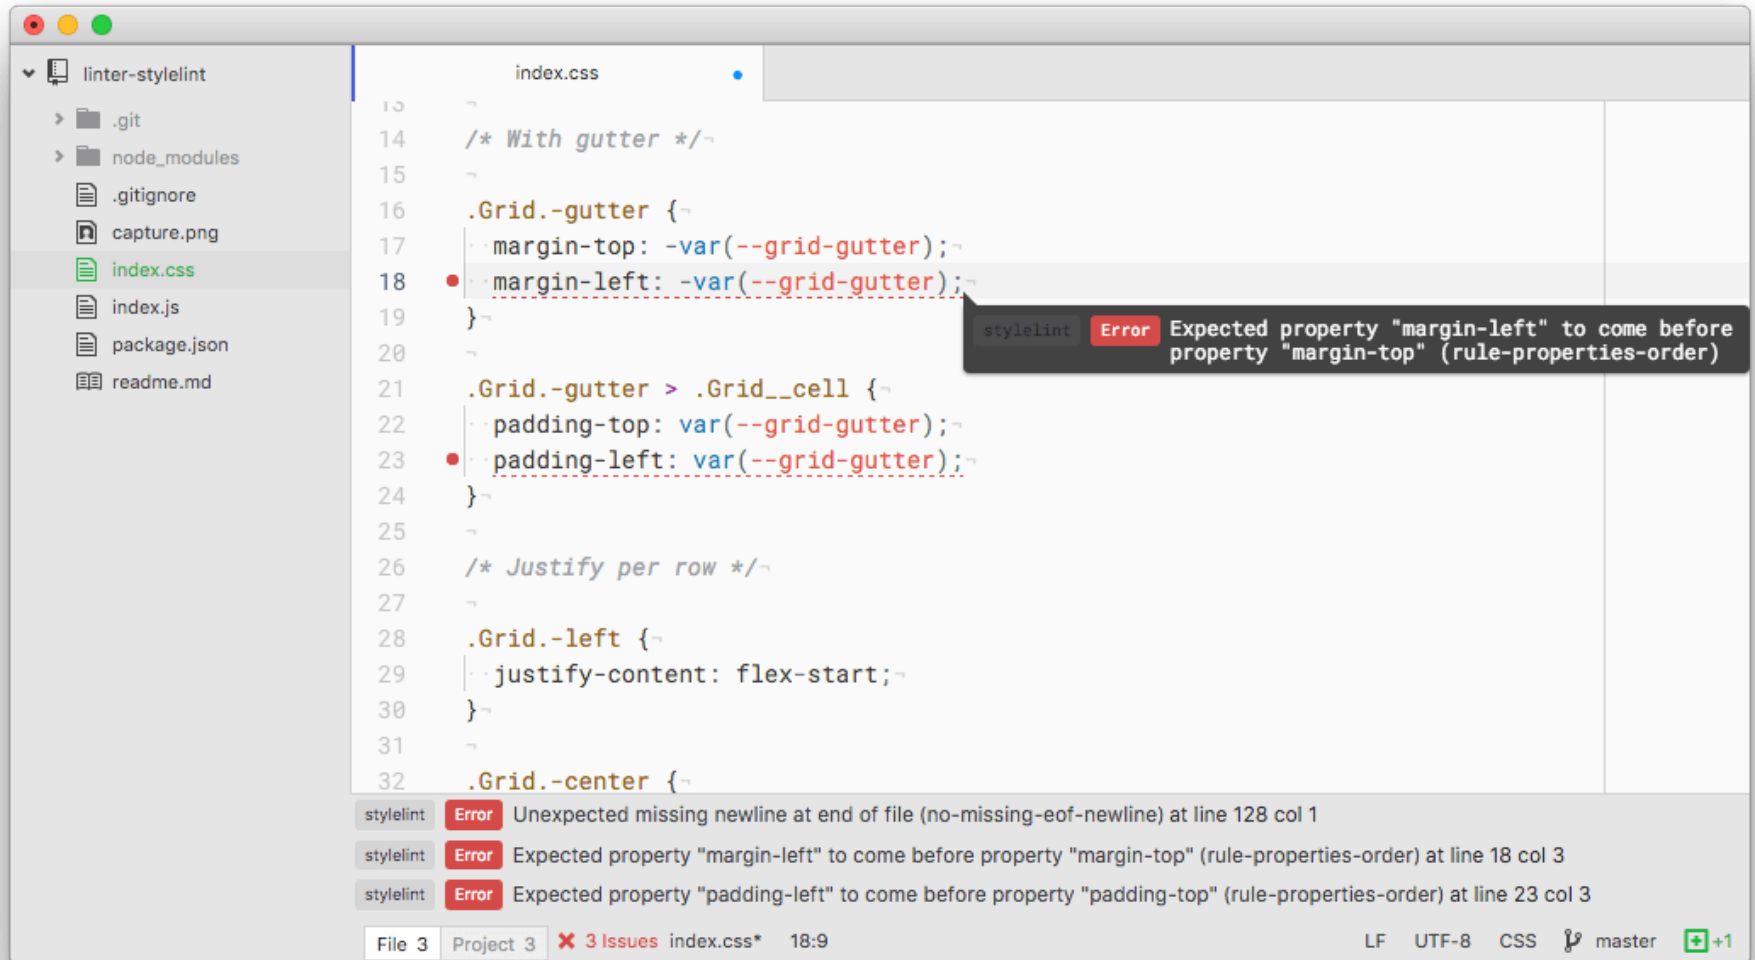 linter-stylelint
.git
node_modules
.gitignore
capture.png
index.css
index.js
package.json
readme.md
index.css
13
14 /* With gutter */
15
16 .Grid.-gutter {
17 margin-top: -var(--grid-gutter);
18 margin-left: -var(--grid-gutter);
19 }
stylelint Error Expected property "margin-left" to come before
property "margin-top" (rule-properties-order)
20
21 .Grid.-gutter > .Grid__cell {
22 padding-top: var(--grid-gutter);
23 padding-left: var(--grid-gutter);
24 }
25
26 /* Justify per row */
27
28 .Grid.-left {
29 justify-content: flex-start;
30 }
31
32 .Grid.-center {
stylelint Error Unexpected missing newline at end of file (no-missing-eof-newline) at line 128 col 1
stylelint Error Expected property "margin-left" to come before property "margin-top" (rule-properties-order) at line 18 col 3
stylelint Error Expected property "padding-left" to come before property "padding-top" (rule-properties-order) at line 23 col 3
File 3 Project 3 3 Issues index.css* 18:9 LF UTF-8 CSS master +1